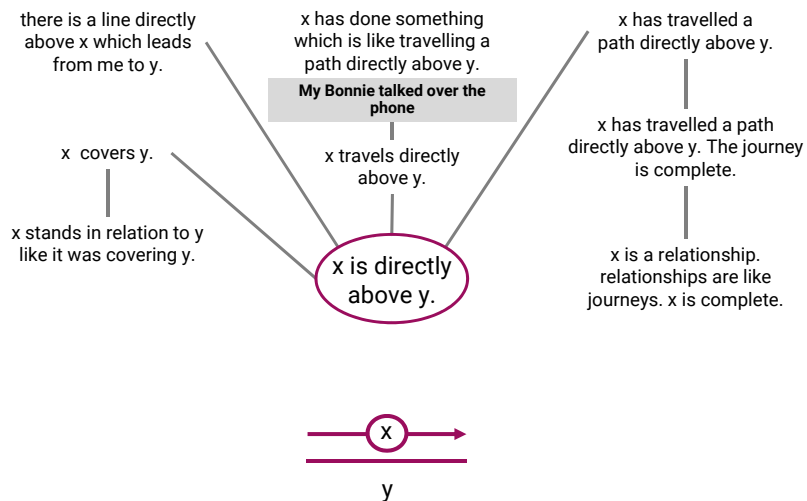 there is a line directly
above x which leads
from me to y.
x has done something
which is like travelling a
path directly above y.
My Bonnie talked over the
phone
x has travelled a
path directly above y.
x covers y.
x travels directly
above y.
x has travelled a path
directly above y. The journey
is complete.
x stands in relation to y
like it was covering y.
x is directly
above y.
x is a relationship.
relationships are like
journeys. x is complete.
x
y